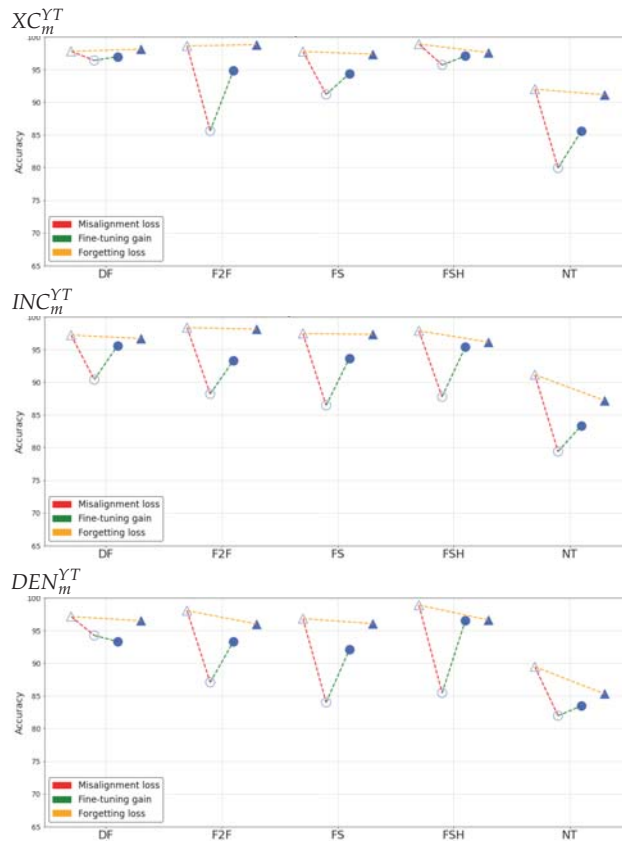 XC_m^{YT}
100
95
90
85
80
75
70
65
Accuracy
Misalignment loss
Fine-tuning gain
Forgetting loss
DF F2F FS FSH NT
INC_m^{YT}
100
95
90
85
80
75
70
65
Accuracy
Misalignment loss
Fine-tuning gain
Forgetting loss
DF F2F FS FSH NT
DEN_m^{YT}
100
95
90
85
80
75
70
65
Accuracy
Misalignment loss
Fine-tuning gain
Forgetting loss
DF F2F FS FSH NT